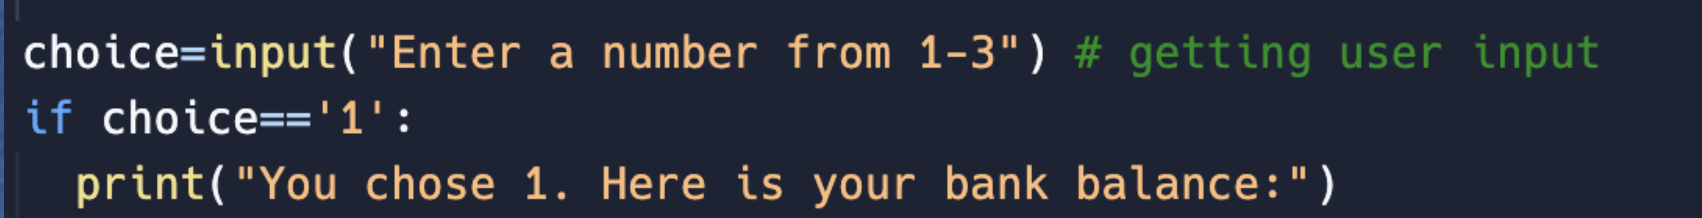 choice=input("Enter a number from 1-3") # getting user input
if choice=='1':
  print("You chose 1. Here is your bank balance:")